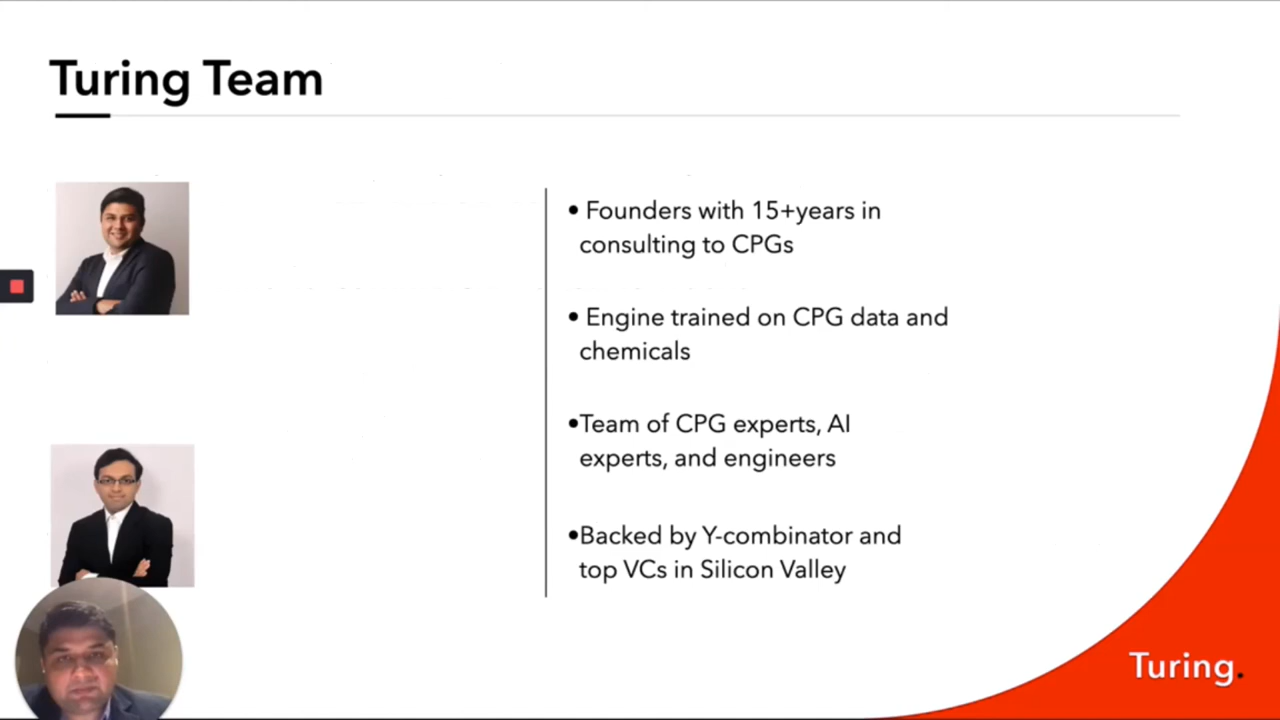 Turing Team
• Founders with 15+years in
consulting to CPGs
• Engine trained on CPG data and
chemicals
•Team of CPG experts, AI
experts, and engineers
•Backed by Y-combinator and
top VCs in Silicon Valley
Turing.